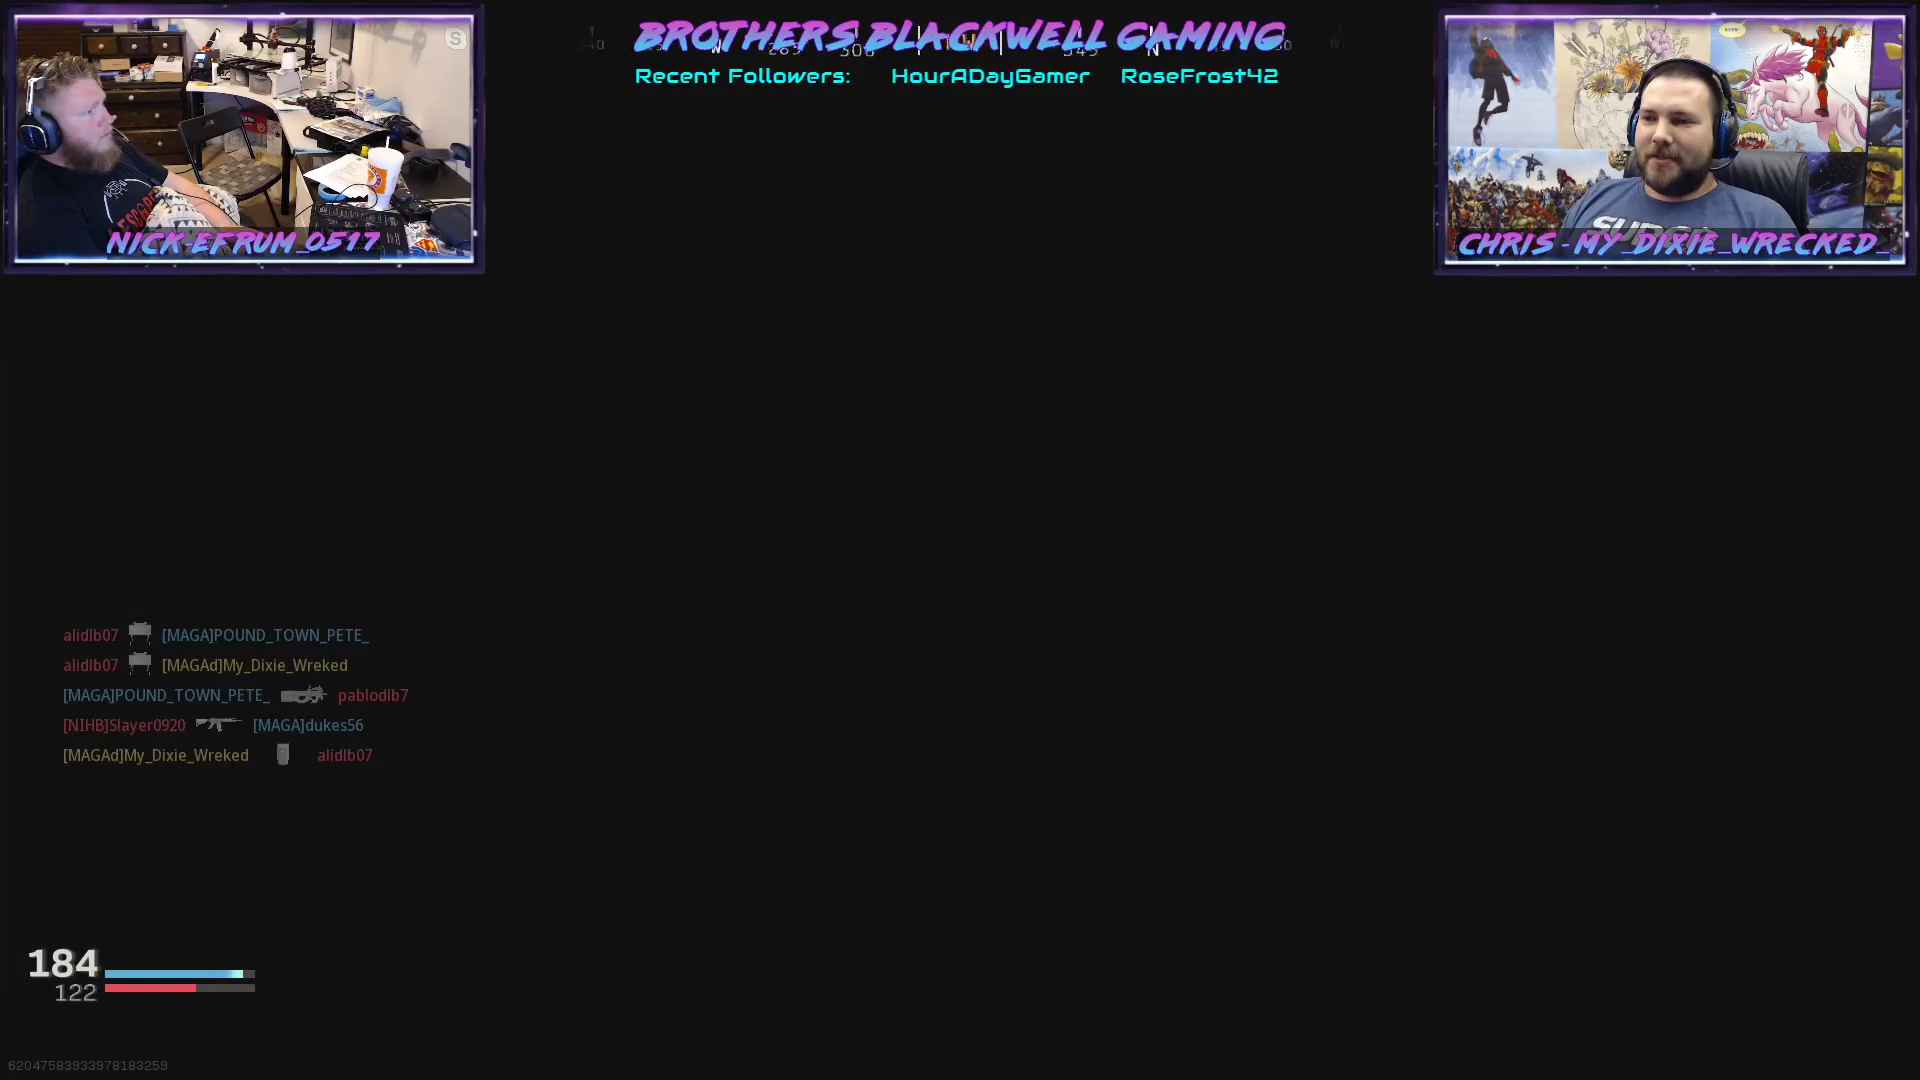 BROTHERS BLACKWELL GAMING
Recent Followers: HourADayGamer RoseFrost42
S
NICK-EFRUM_0517
CHRIS - MY_DIXIE_WRECKED_
alidlb07 [MAGA]POUND_TOWN_PETE_
alidlb07 [MAGAd]My_Dixie_Wreked
[MAGA]POUND_TOWN_PETE_ pablodlb7
[NIHB]Slayer0920 [MAGA]dukes56
[MAGAd]My_Dixie_Wreked alidlb07
184
122
62047583933978183259